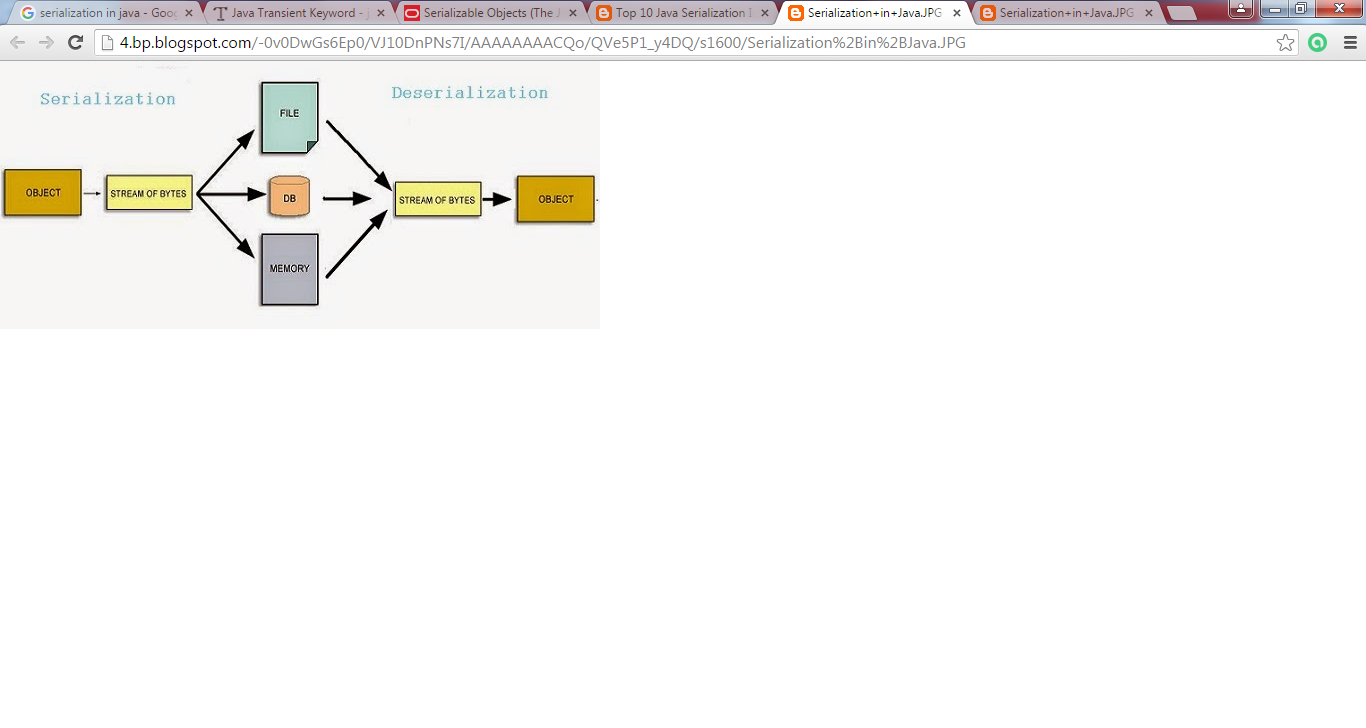 serialization in java - Goog
Java Transient Keyword - j
Serializable Objects (The J
Top 10 Java Serialization I
Serialization+in+Java.JPG
Serialization+in+Java.JPG
4.bp.blogspot.com/-0v0DwGs6Ep0/VJ10DnPNs7I/AAAAAAAACQo/QVe5P1_y4DQ/s1600/Serialization%2Bin%2BJava.JPG
Serialization
Deserialization
FILE
OBJECT
STREAM OF BYTES
DB
STREAM OF BYTES
OBJECT
MEMORY